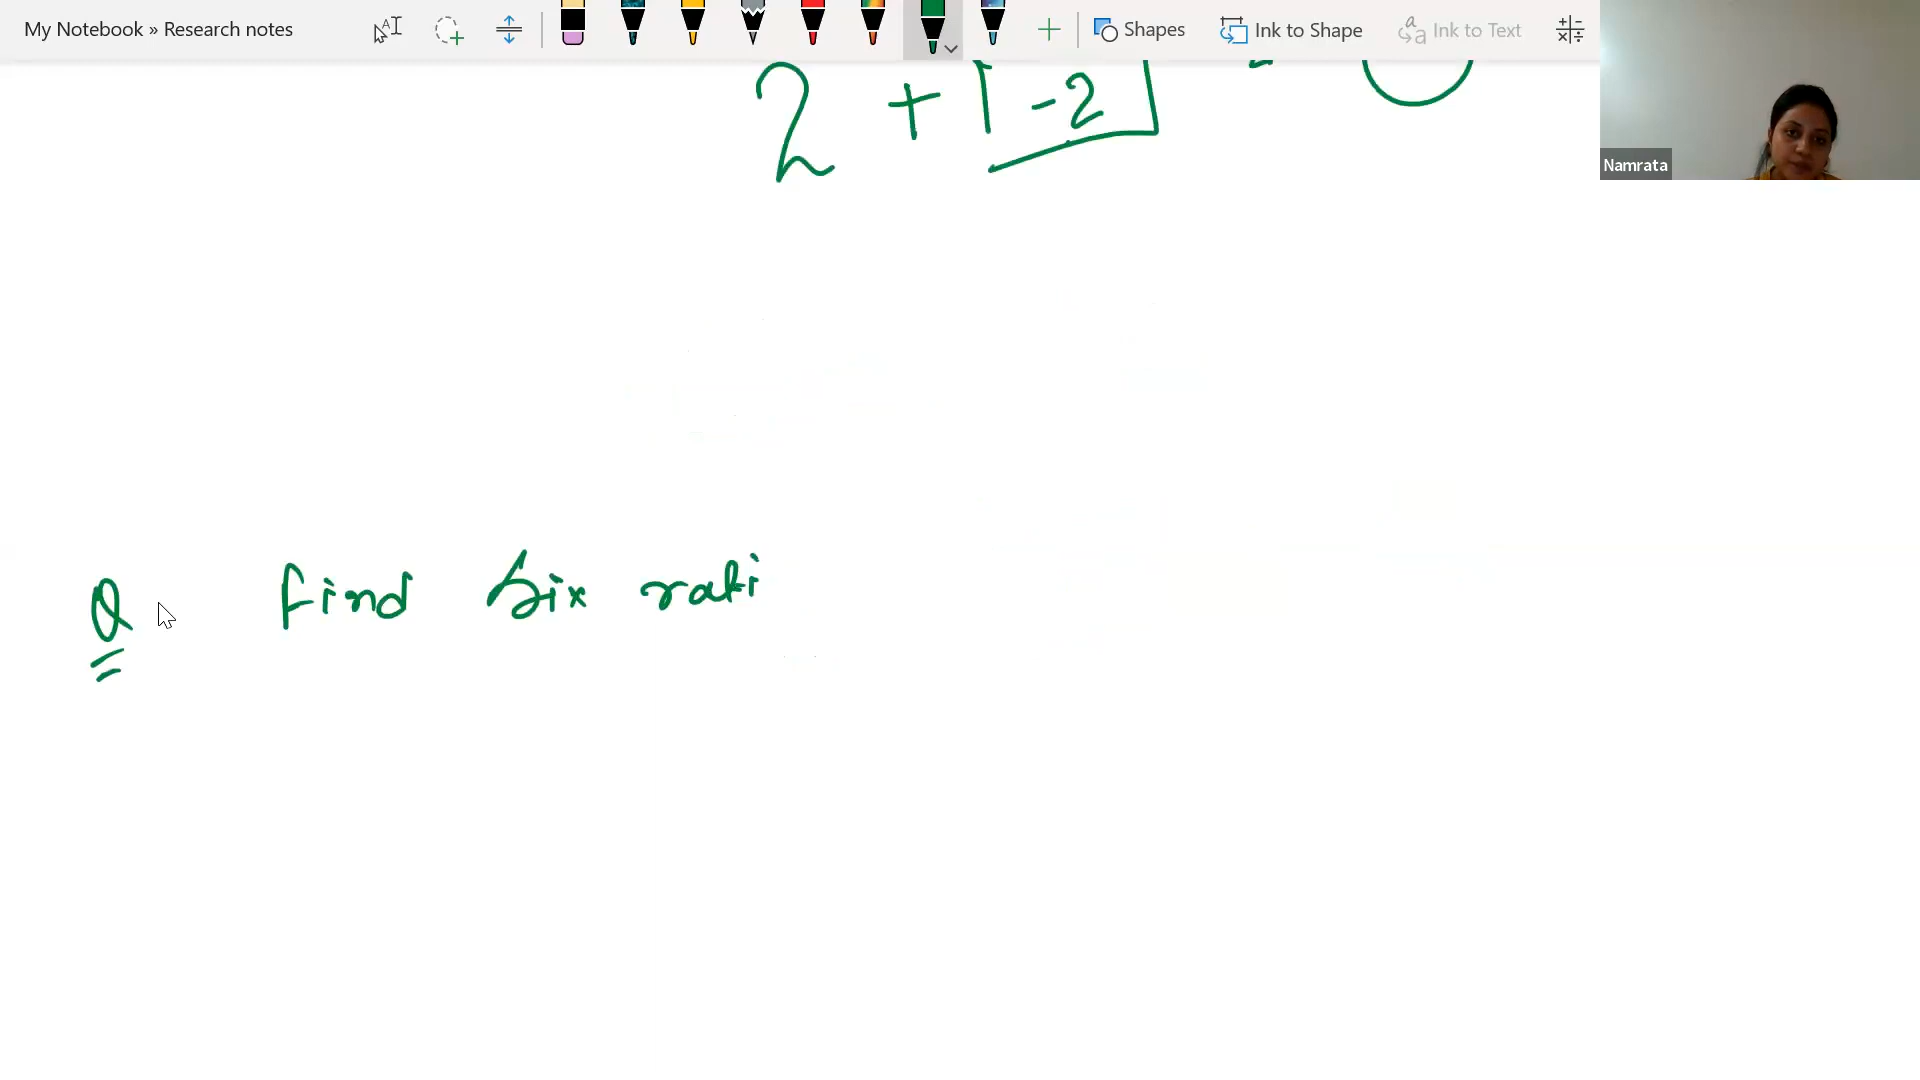 My Notebook » Research notes
Shapes
Ink to Shape
Ink to Text
Namrata
2 + -2
Q find six rati